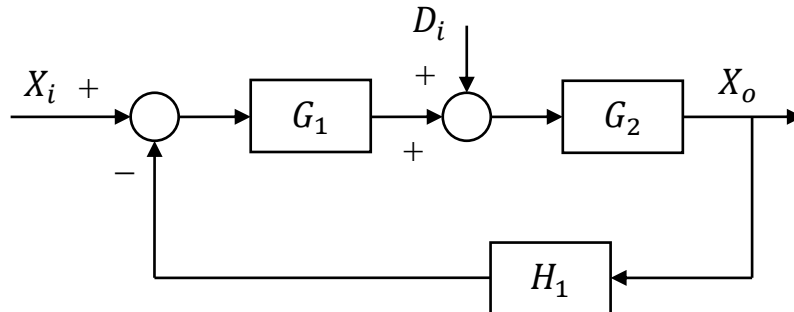 D_i
X_i +
+
G_1
+
G_2
X_o
−
H_1